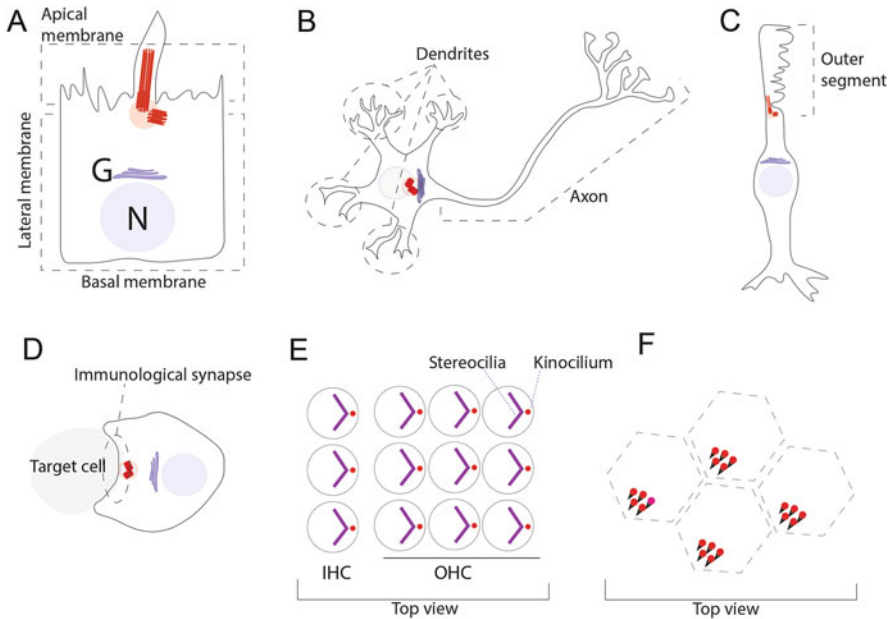 A
Apical
membrane
Lateral membrane
G
N
Basal membrane
B
Dendrites
Axon
C
Outer
segment
D
Immunological synapse
Target cell
E
Stereocilia
Kinocilium
IHC
OHC
Top view
F
Top view